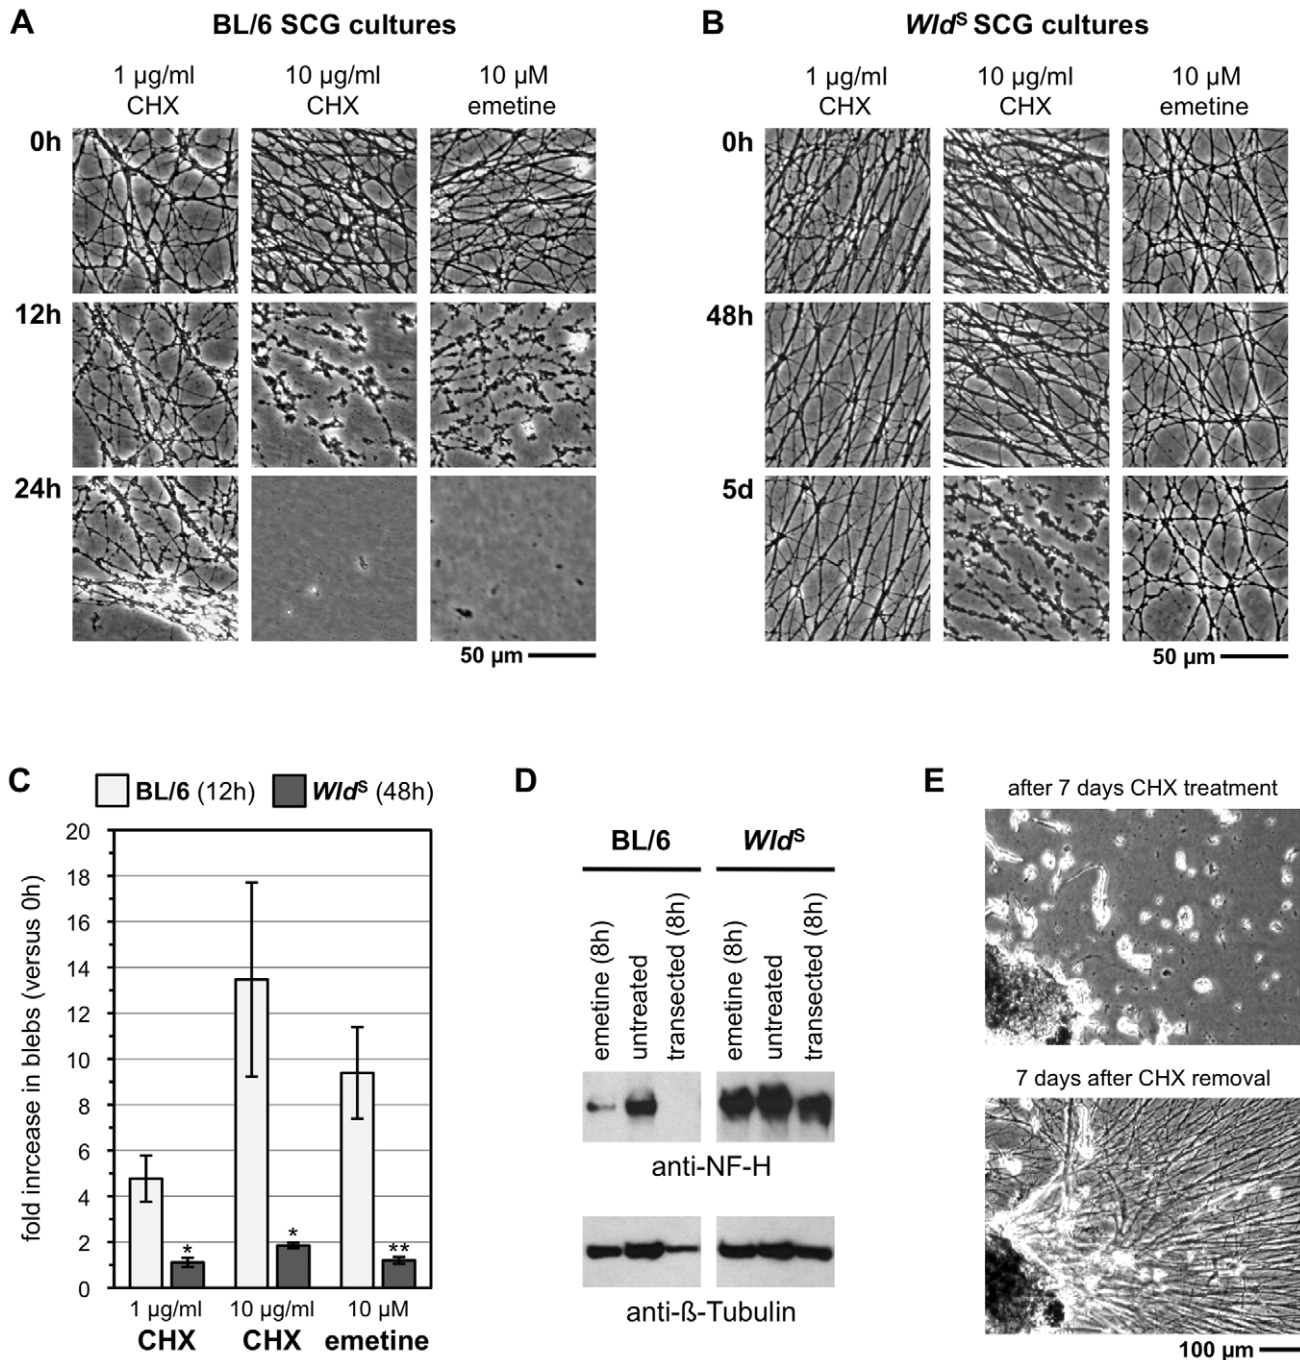 A BL/6 SCG cultures
1 µg/ml CHX
10 µg/ml CHX
10 µM emetine
0h
12h
24h
50 µm
B Wldˢ SCG cultures
1 µg/ml CHX
10 µg/ml CHX
10 µM emetine
0h
48h
5d
50 µm
C
BL/6 (12h)
Wldˢ (48h)
fold inrcease in blebs (versus 0h)
20
18
16
14
12
10
8
6
4
2
0
*
*
**
1 µg/ml
CHX
10 µg/ml
CHX
10 µM
emetine
D
BL/6
Wldˢ
emetine (8h)
untreated
transected (8h)
emetine (8h)
untreated
transected (8h)
anti-NF-H
anti-ß-Tubulin
E
after 7 days CHX treatment
7 days after CHX removal
100 µm